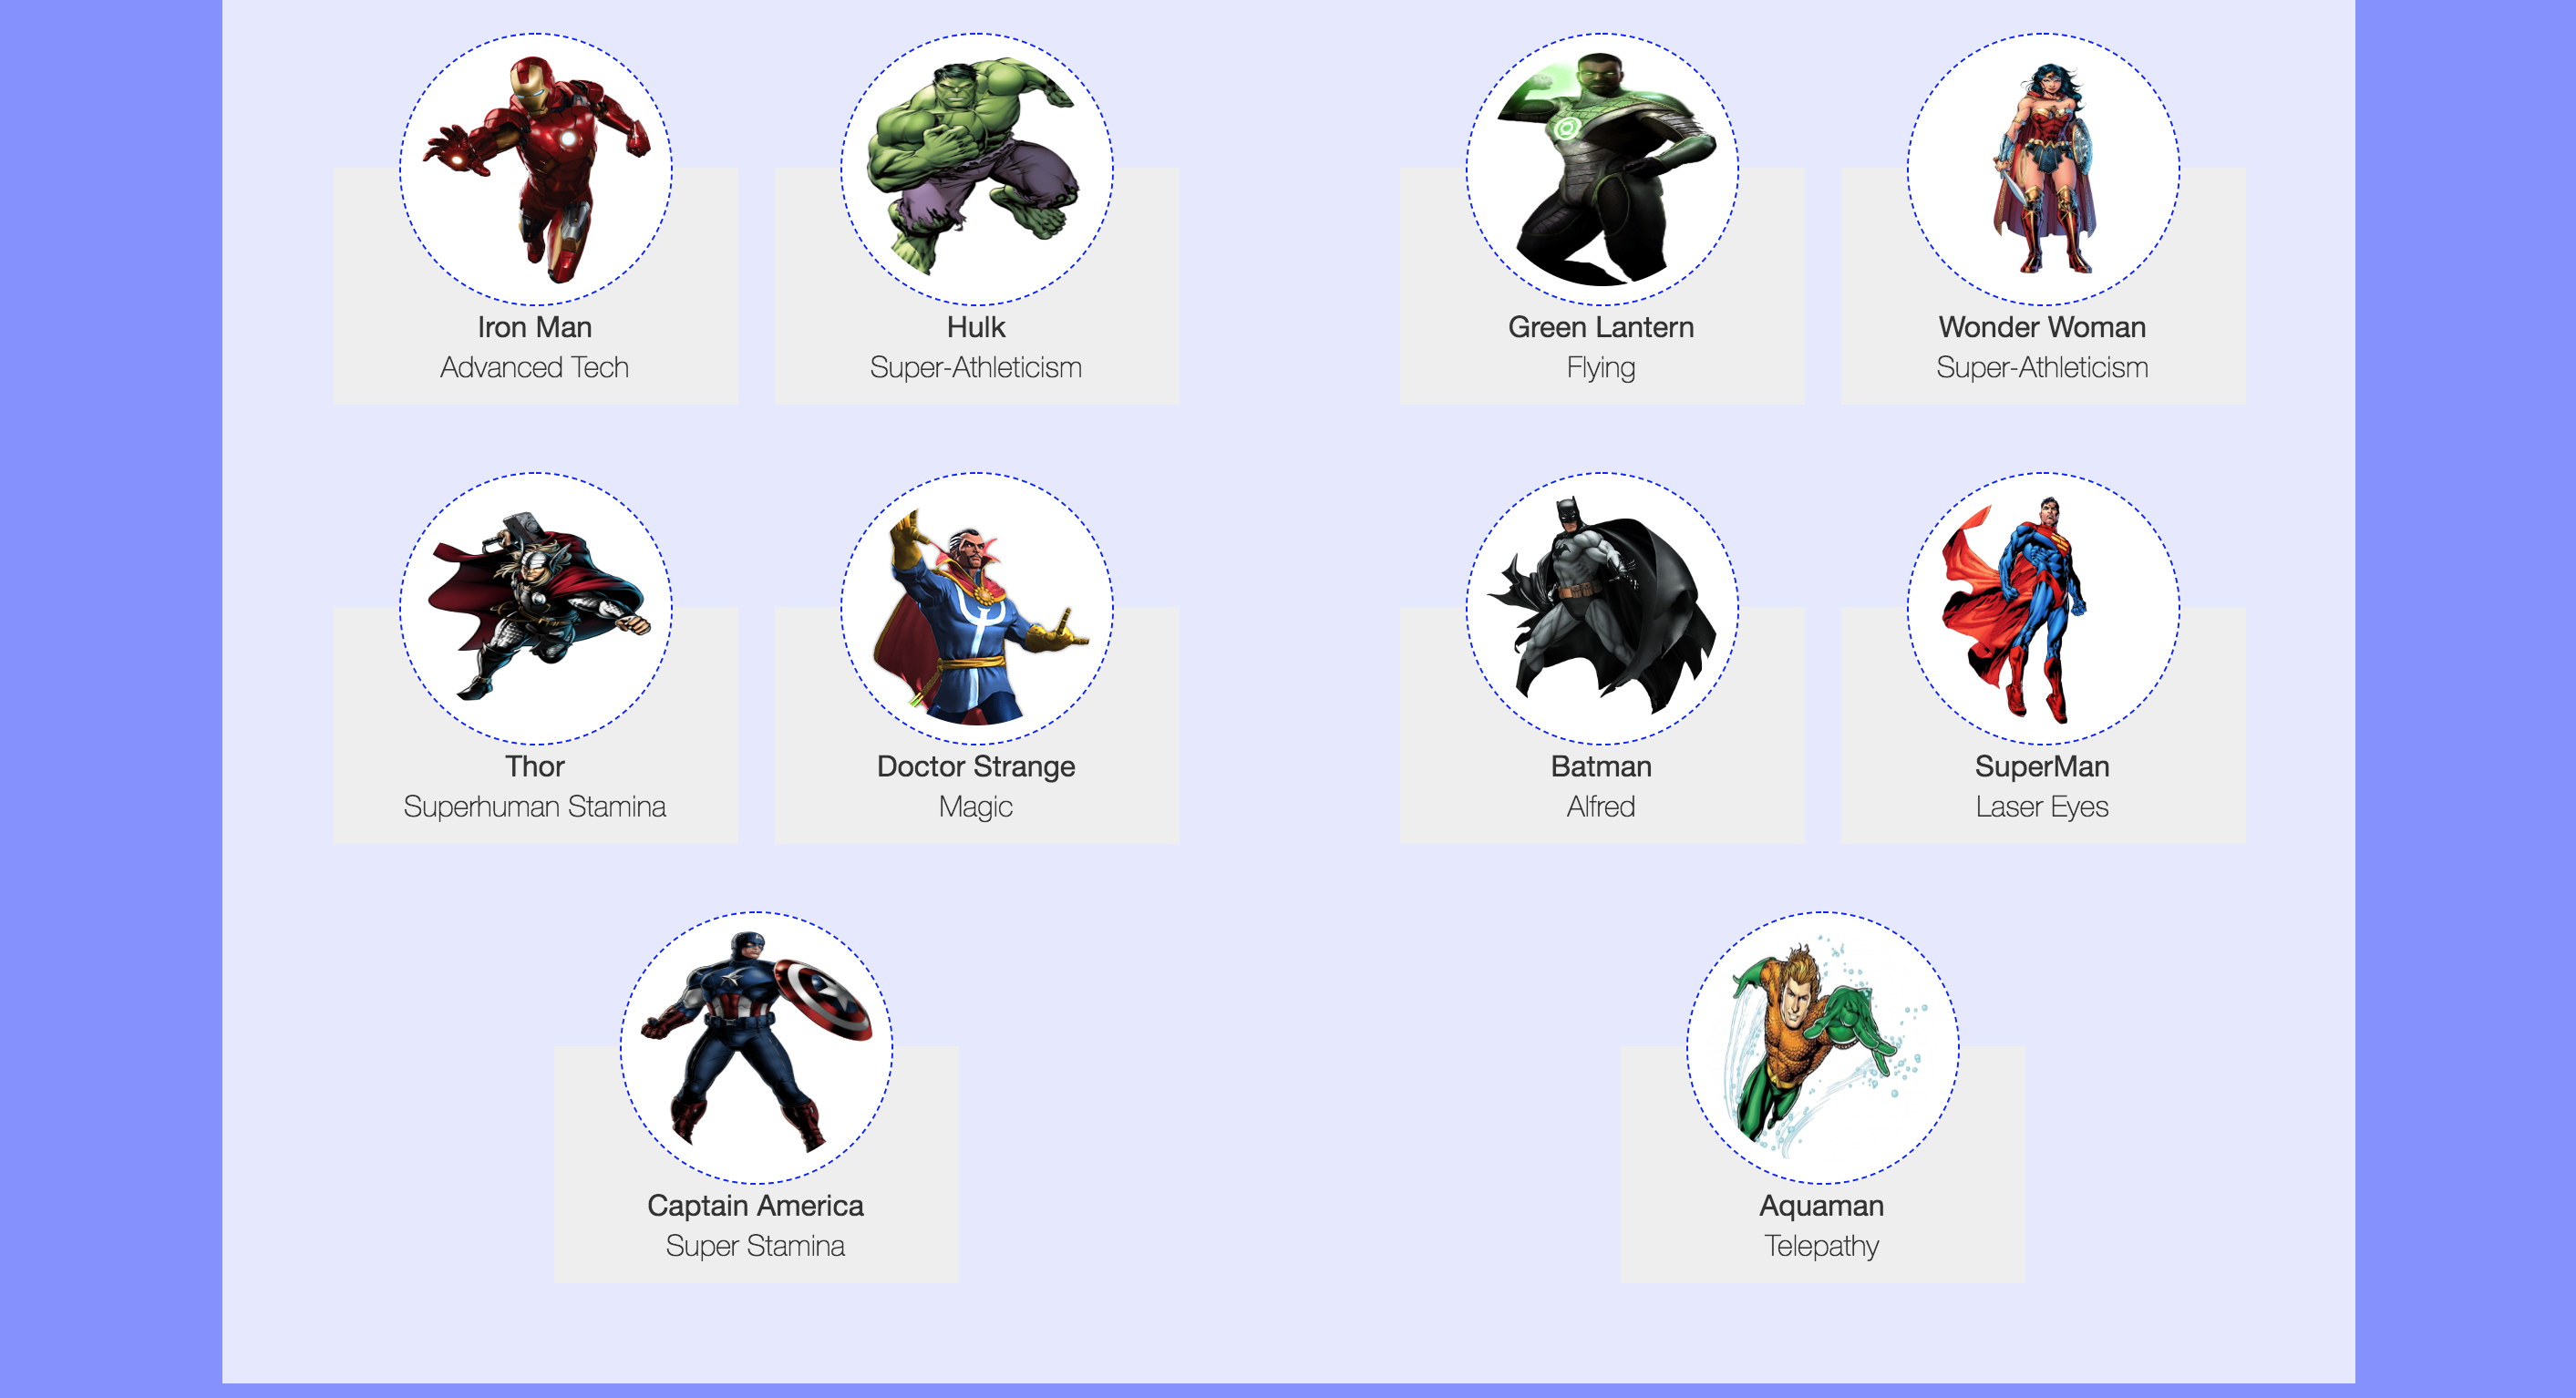 Iron Man
Advanced Tech
Hulk
Super-Athleticism
Green Lantern
Flying
Wonder Woman
Super-Athleticism
Thor
Superhuman Stamina
Doctor Strange
Magic
Batman
Alfred
SuperMan
Laser Eyes
Captain America
Super Stamina
Aquaman
Telepathy